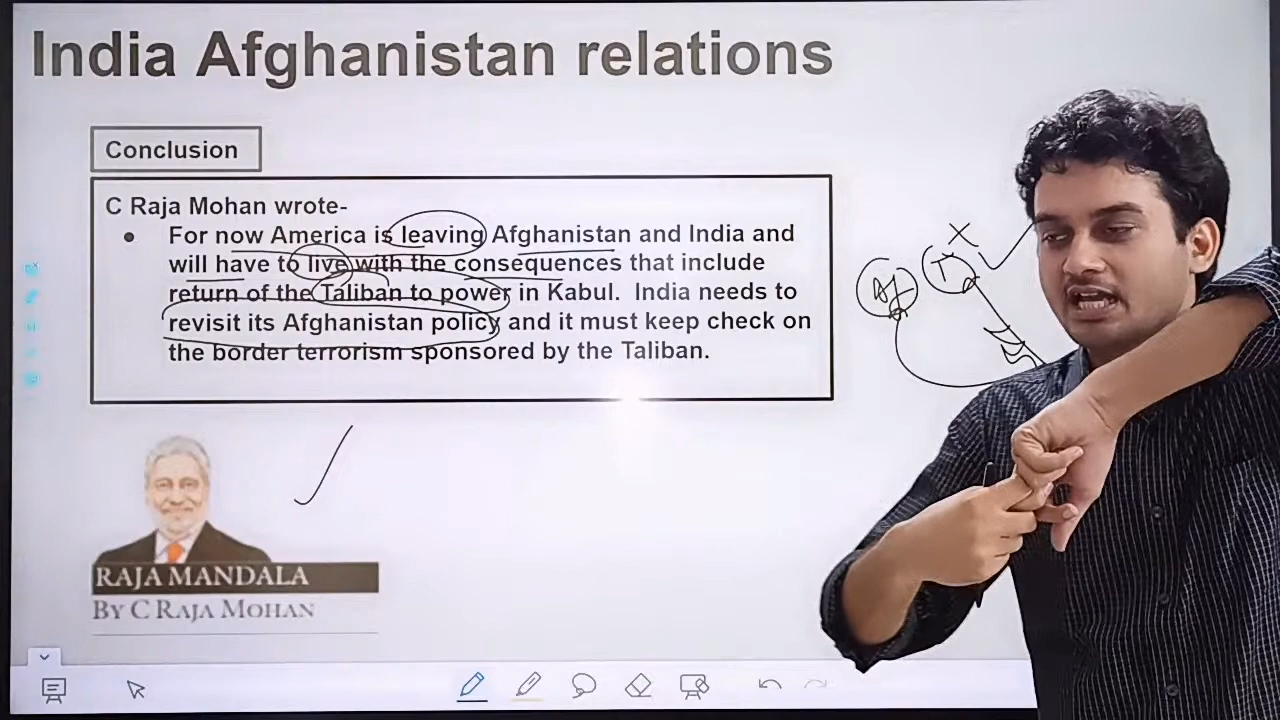 India Afghanistan relations
Conclusion
C Raja Mohan wrote-
For now America is leaving Afghanistan and India and
will have to live with the consequences that include
return of the Taliban to power in Kabul. India needs to
revisit its Afghanistan policy and it must keep check on
the border terrorism sponsored by the Taliban.
Af
T
X
RAJA MANDALA
BY C RAJA MOHAN